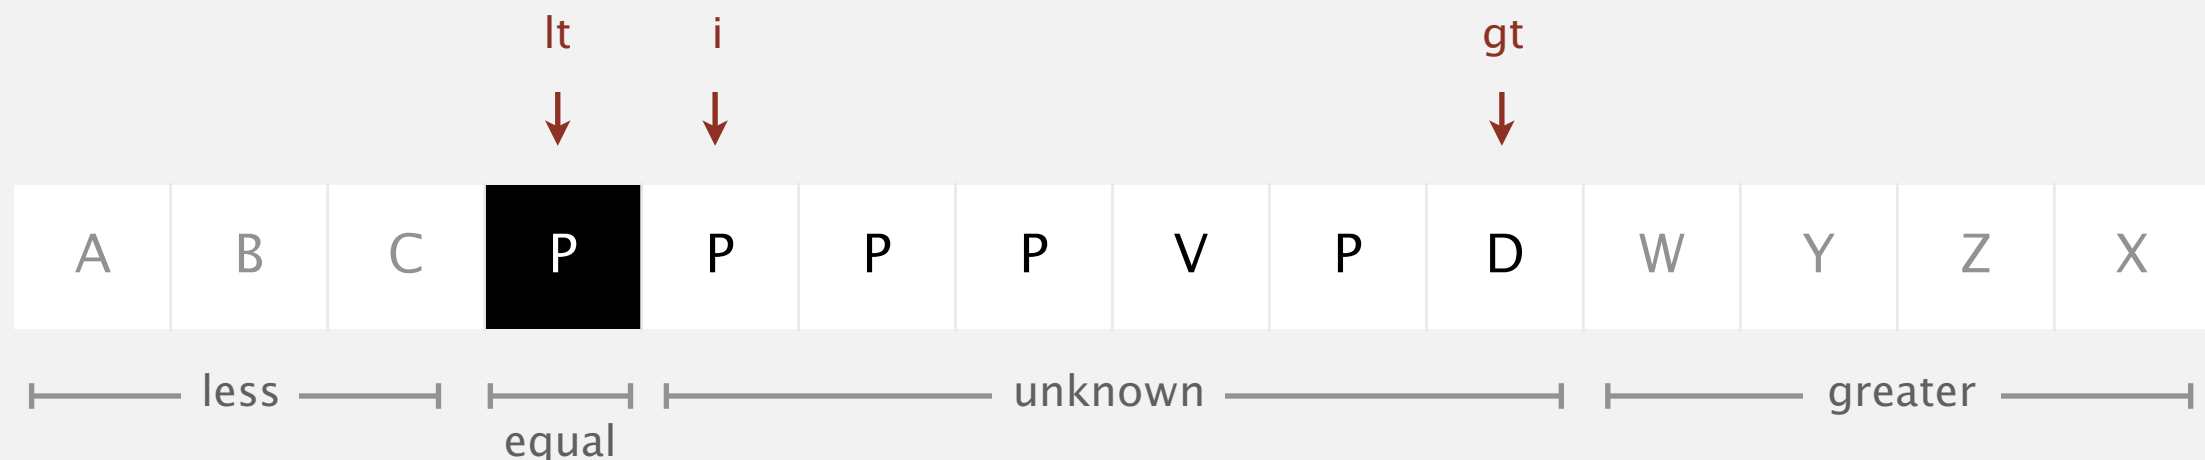 lt i gt
A B C P P P P V P D W Y Z X
less unknown greater
equal